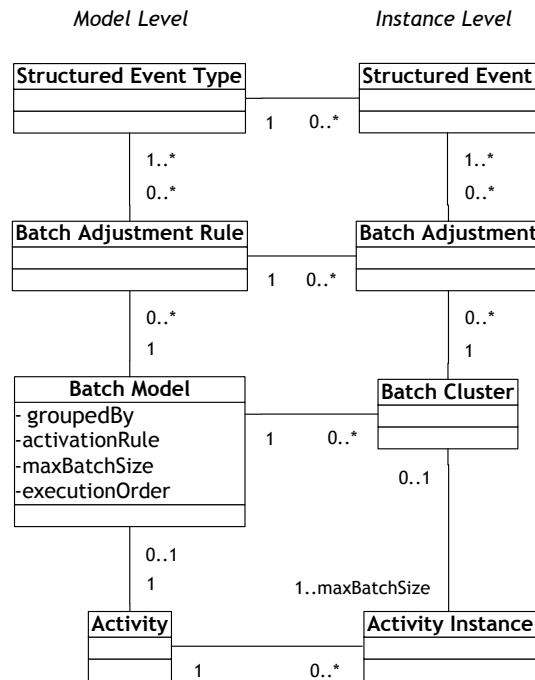 Model Level
Instance Level
Structured Event Type
Structured Event
1
0..*
1..*
0..*
1..*
0..*
Batch Adjustment Rule
Batch Adjustment
1
0..*
0..*
1
0..*
1
Batch Model
- groupedBy
-activationRule
-maxBatchSize
-executionOrder
Batch Cluster
1
0..*
0..1
0..1
1
1..maxBatchSize
Activity
Activity Instance
1
0..*